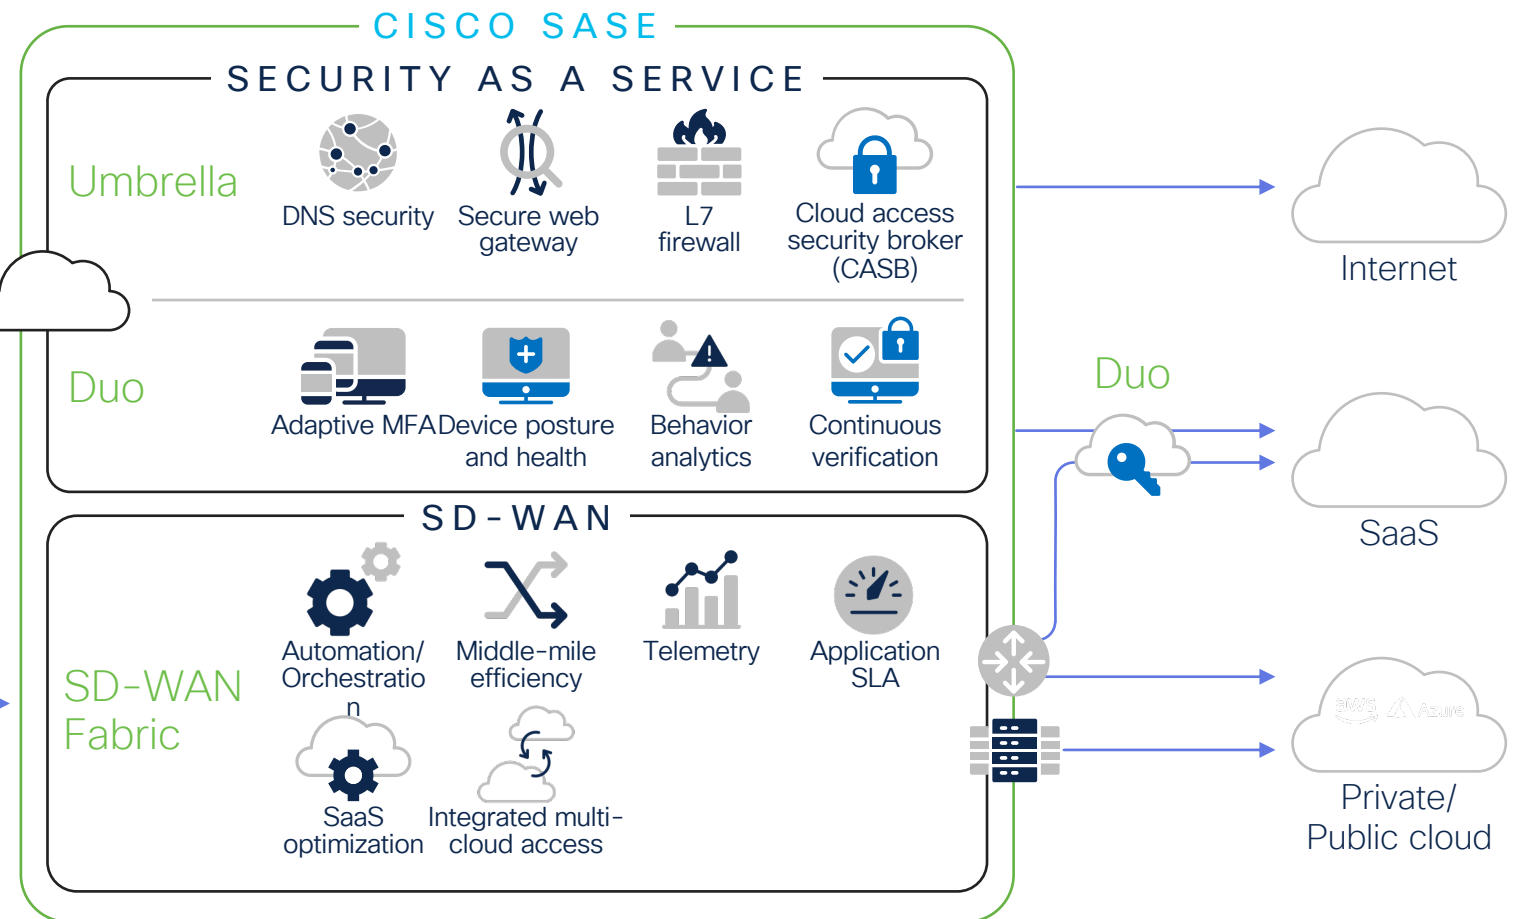 CISCO SASE
SECURITY AS A SERVICE
Umbrella
DNS security
Secure web
gateway
L7
firewall
Cloud access
security broker
(CASB)
Internet
Duo
Adaptive MFA
Device posture
and health
Behavior
analytics
Continuous
verification
Duo
SaaS
SD-WAN
SD-WAN
Fabric
Automation/
Orchestratio
n
Middle-mile
efficiency
Telemetry
Application
SLA
SaaS
optimization
Integrated multi-
cloud access
aws Azure
Private/
Public cloud